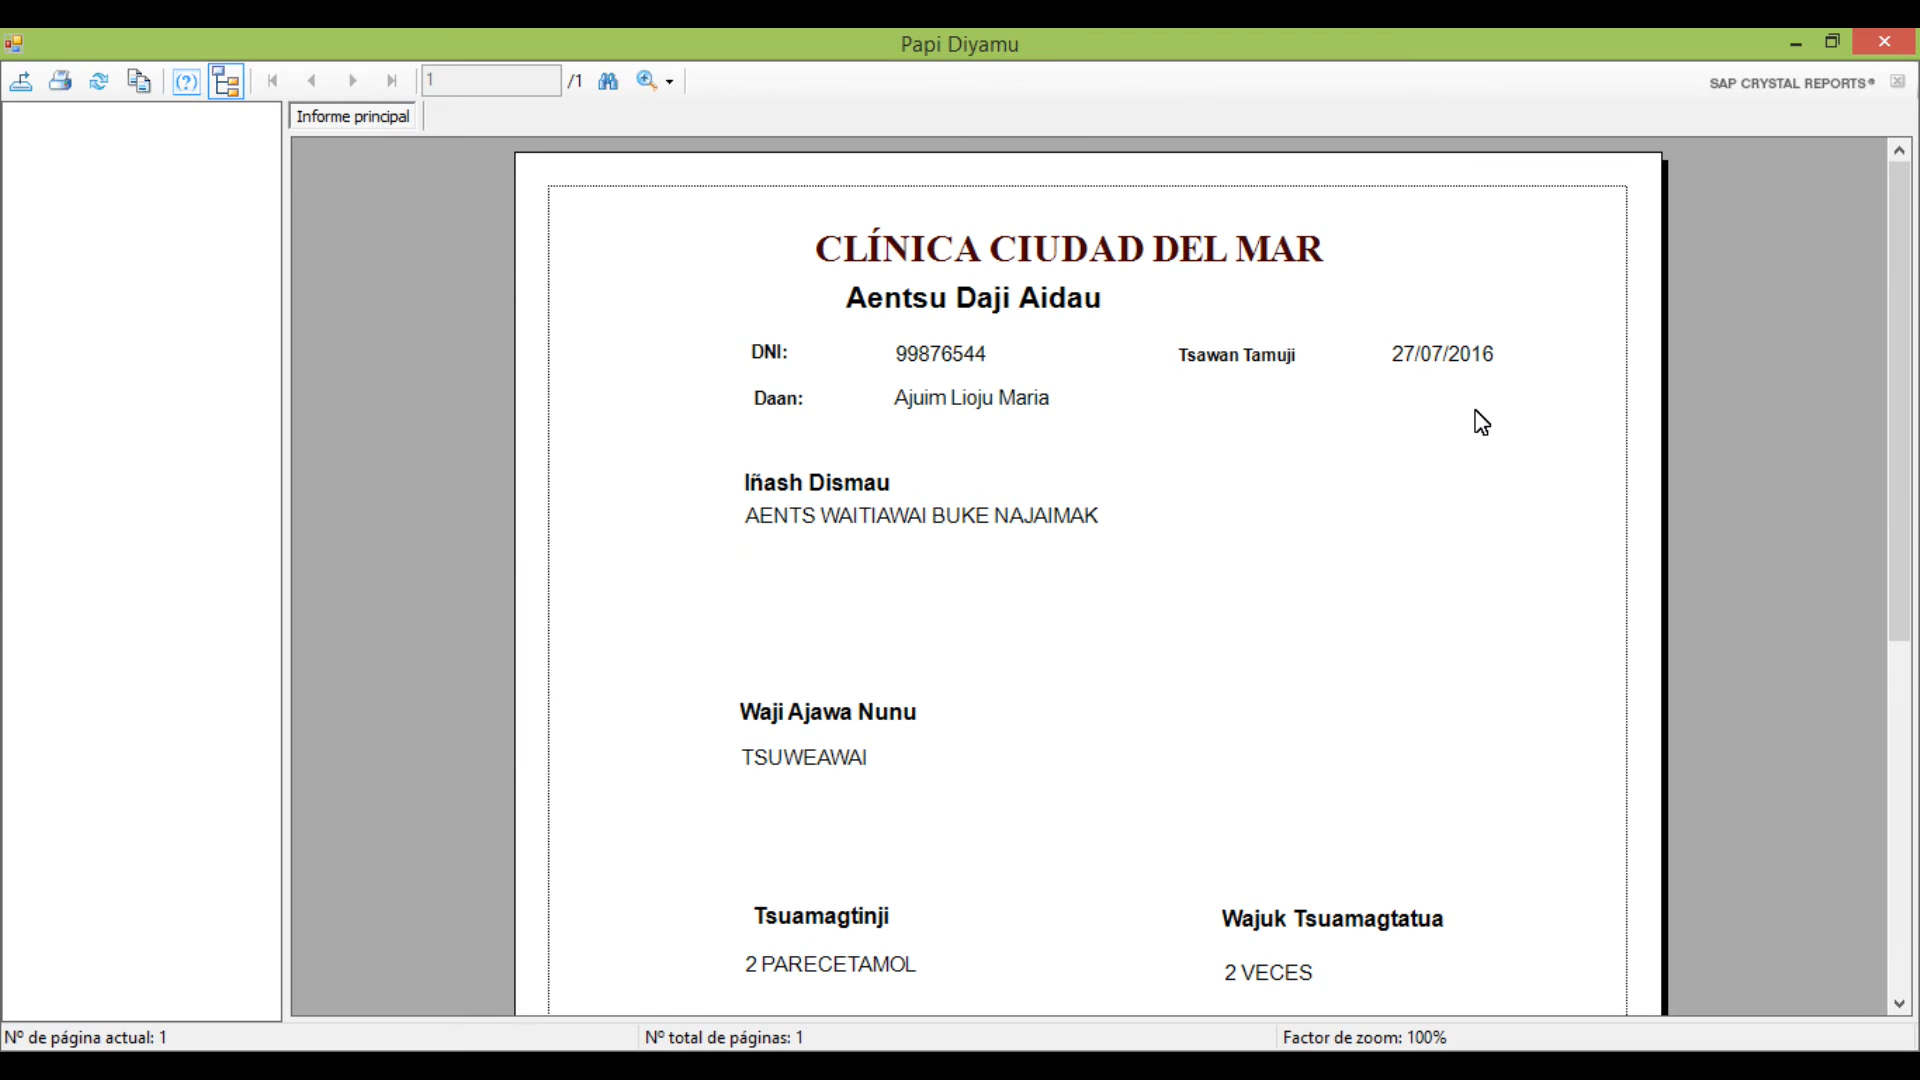 Papi Diyamu
1 /1
SAP CRYSTAL REPORTS®
Informe principal
CLÍNICA CIUDAD DEL MAR
Aentsu Daji Aidau
DNI: 99876544 Tsawan Tamuji 27/07/2016
Daan: Ajuim Lioju Maria
Iñash Dismau
AENTS WAITIAWAI BUKE NAJAIMAK
Waji Ajawa Nunu
TSUWEAWAI
Tsuamagtinji Wajuk Tsuamagtatua
2 PARECETAMOL 2 VECES
Nº de página actual: 1 Nº total de páginas: 1 Factor de zoom: 100%